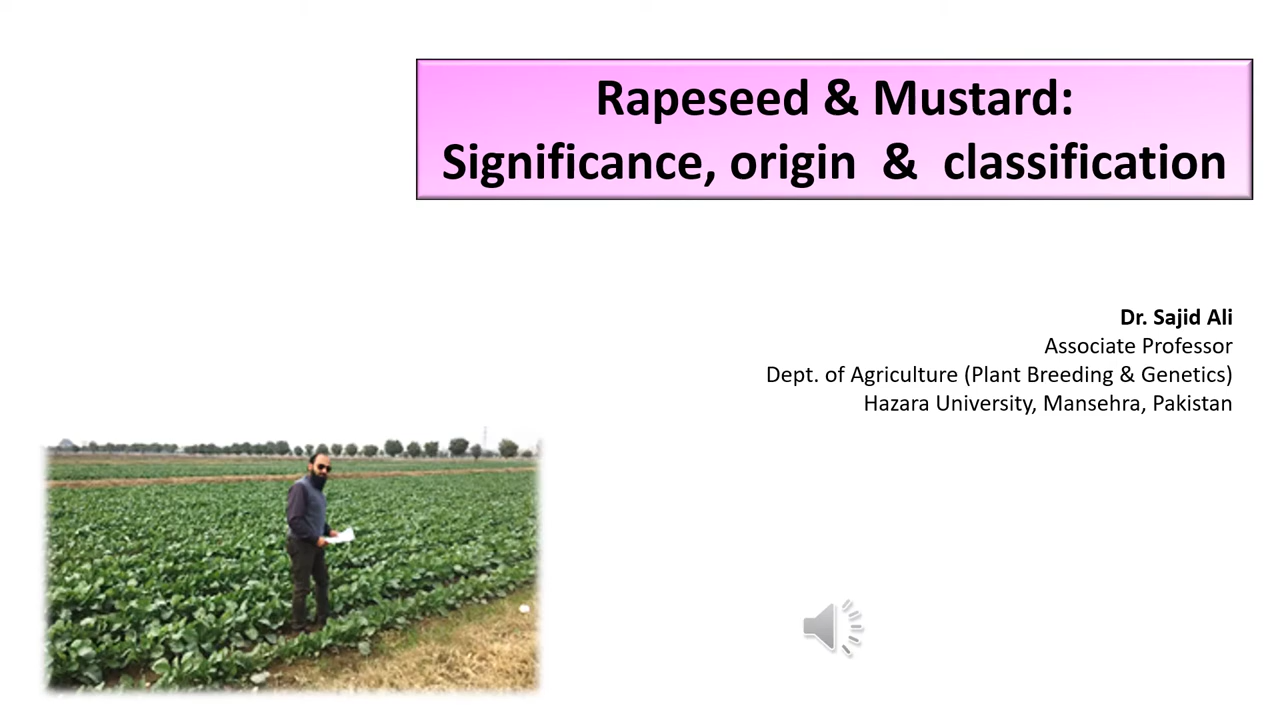 Rapeseed & Mustard:
Significance, origin & classification
Dr. Sajid Ali
Associate Professor
Dept. of Agriculture (Plant Breeding & Genetics)
Hazara University, Mansehra, Pakistan